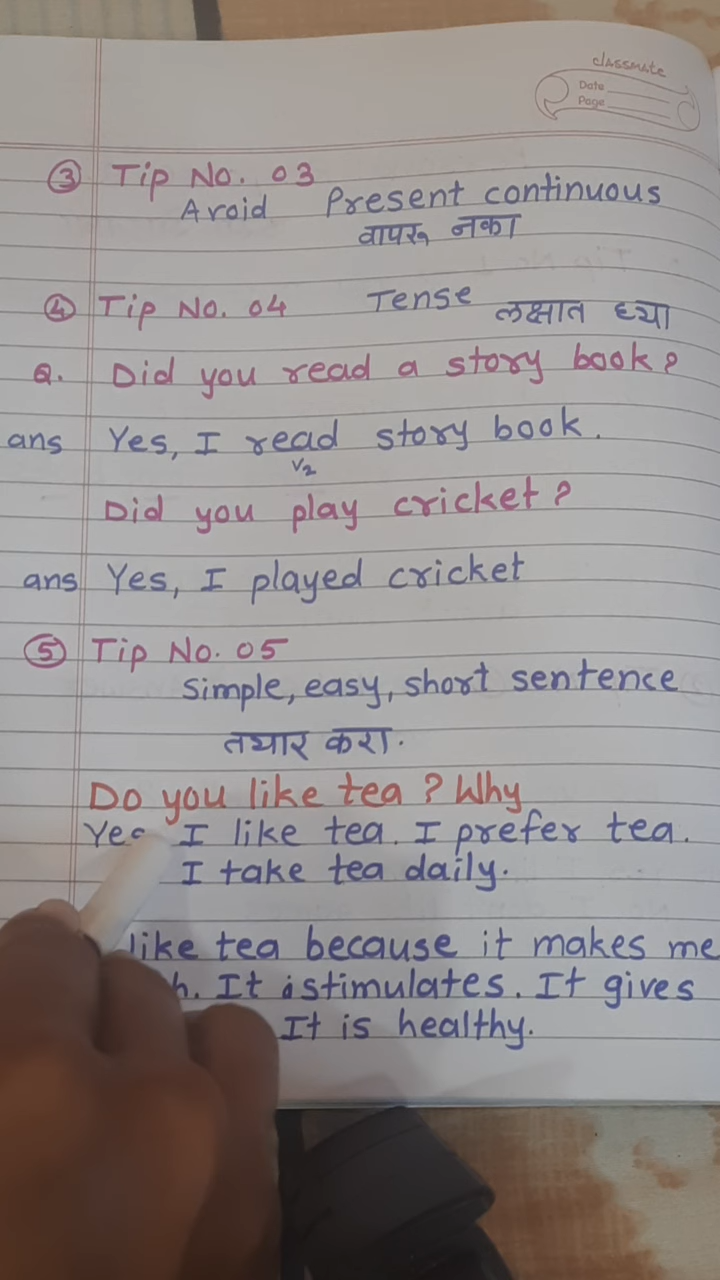 classmate
Date
Page
③ Tip No. 03
Avoid Present continuous
वापरू नका
④ Tip No. 04 Tense लक्षात घ्या
Q. Did you read a story book?
ans Yes, I read story book.
V2
Did you play cricket?
ans Yes, I played cricket
⑤ Tip No. 05
Simple, easy, short sentence
तयार करा.
Do you like tea? Why
Yes I like tea. I prefer tea.
I take tea daily.
like tea because it makes me
h. It istimulates. It gives
It is healthy.